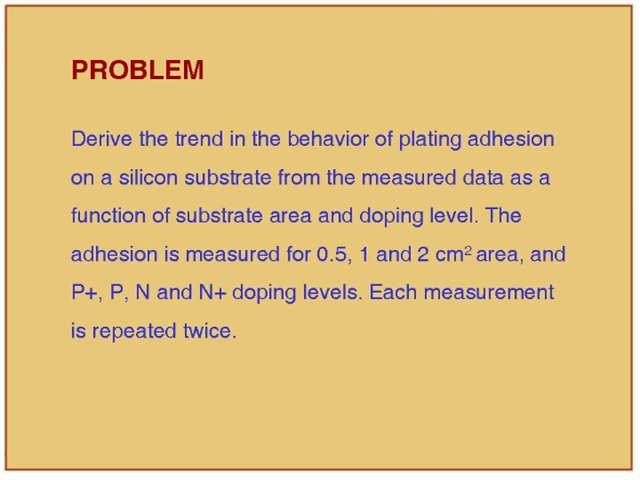 PROBLEM
Derive the trend in the behavior of plating adhesion
on a silicon substrate from the measured data as a
function of substrate area and doping level. The
adhesion is measured for 0.5, 1 and 2 cm² area, and
P+, P, N and N+ doping levels. Each measurement
is repeated twice.